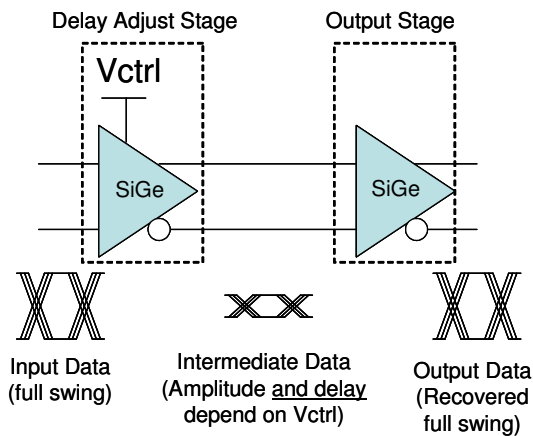 Delay Adjust Stage
Output Stage
Vctrl
SiGe
SiGe
Input Data
(full swing)
Intermediate Data
(Amplitude and delay
depend on Vctrl)
Output Data
(Recovered
full swing)